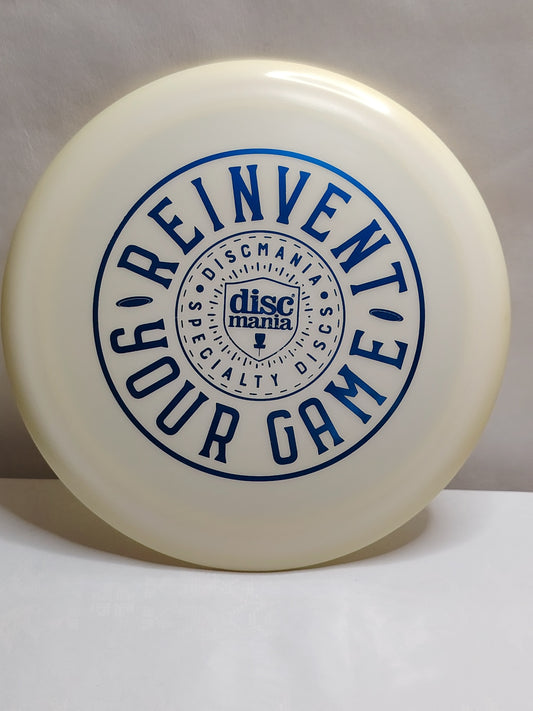 REINVENT
YOUR GAME
• DISCMANIA •
SPECIALTY DISCS
disc
mania